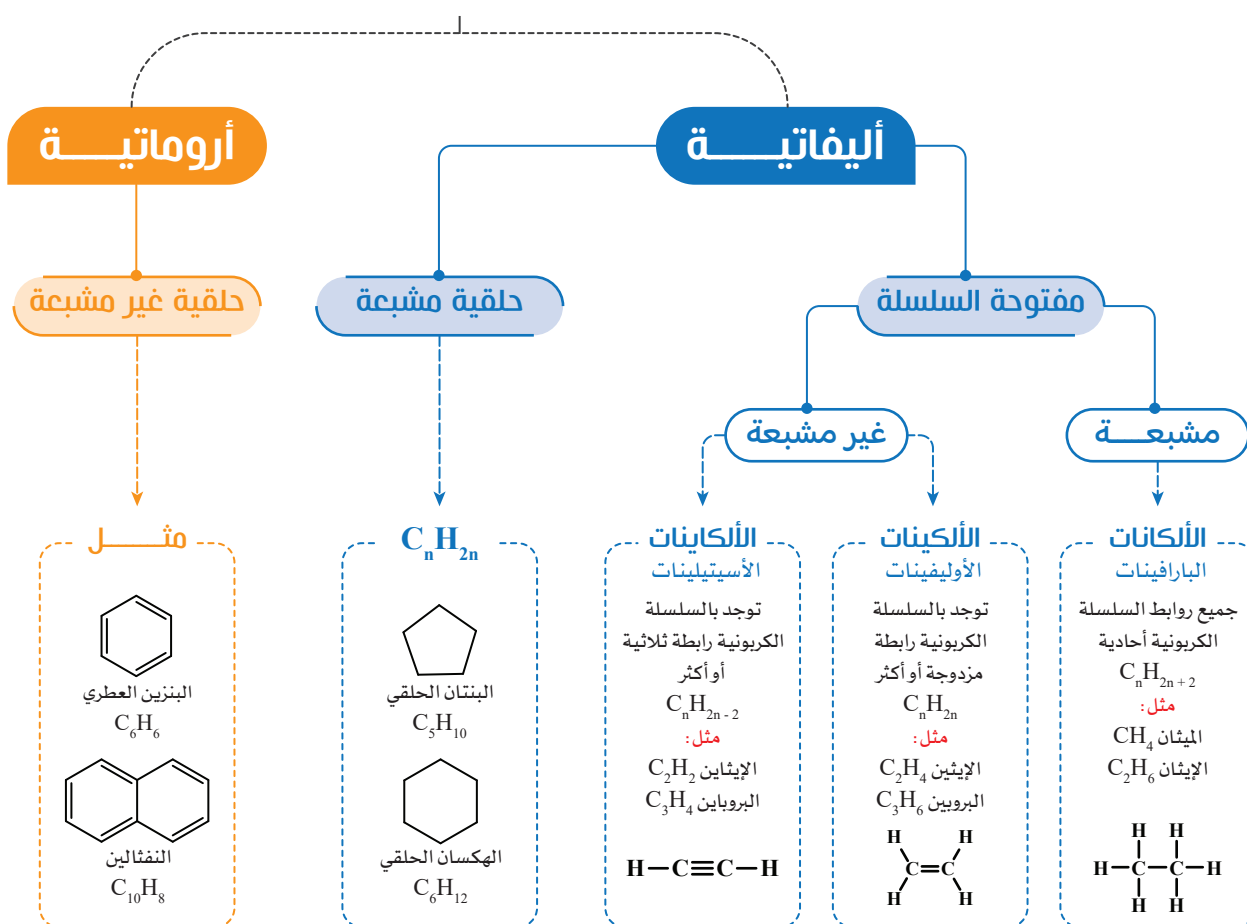 أليفاتيـــــة
أروماتيـــــة
مفتوحة السلسلة
حلقية مشبعة
حلقية غير مشبعة
مشبعـــة
غير مشبعة
الألكانات
البارافينات
جميع روابط السلسلة
الكربونية أحادية
CₙH₂ₙ₊₂
مثل:
الميثان CH₄
الإيثان C₂H₆
H H
H C C H
H H
الألكينات
الأوليفينات
توجد بالسلسلة
الكربونية رابطة
مزدوجة أو أكثر
CₙH₂ₙ
مثل:
الإيثين C₂H₄
البروبين C₃H₆
H H
C=C
H H
الألكاينات
الأسيتيلينات
توجد بالسلسلة
الكربونية رابطة ثلاثية
أو أكثر
CₙH₂ₙ₋₂
مثل:
الإيثاين C₂H₂
البروباين C₃H₄
H–C≡C–H
CₙH₂ₙ
البنتان الحلقي
C₅H₁₀
الهكسان الحلقي
C₆H₁₂
مثـــــل
البنزين العطري
C₆H₆
النفثالين
C₁₀H₈